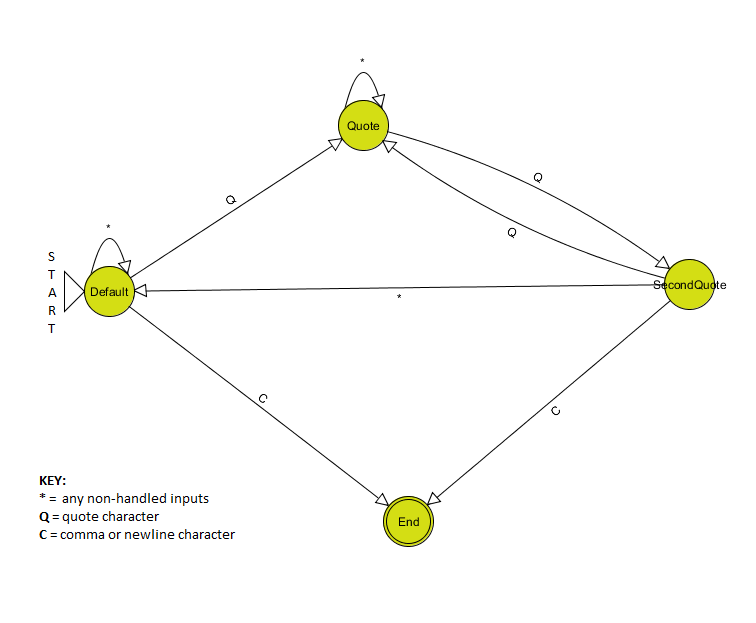 *
Quote
Q
Q
Q
*
S
T
A
R
T
Default
SecondQuote
*
C
C
End
KEY:
* = any non-handled inputs
Q = quote character
C = comma or newline character